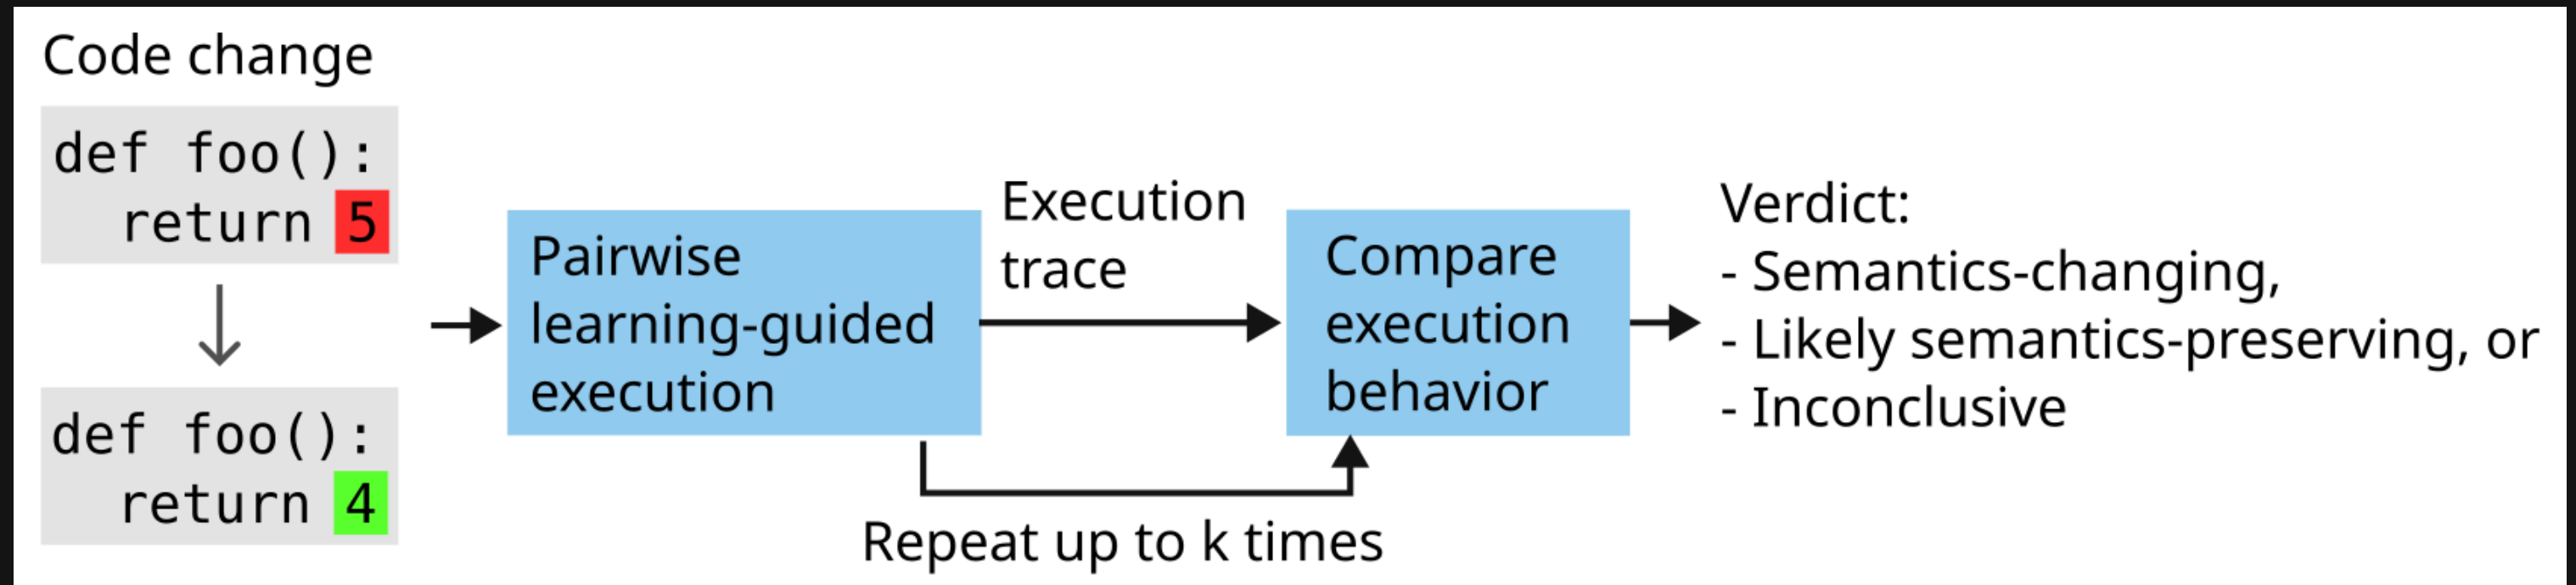 Code change
def foo():
  return 5
def foo():
  return 4
Pairwise
learning-guided
execution
Execution
trace
Compare
execution
behavior
Repeat up to k times
Verdict:
- Semantics-changing,
- Likely semantics-preserving, or
- Inconclusive